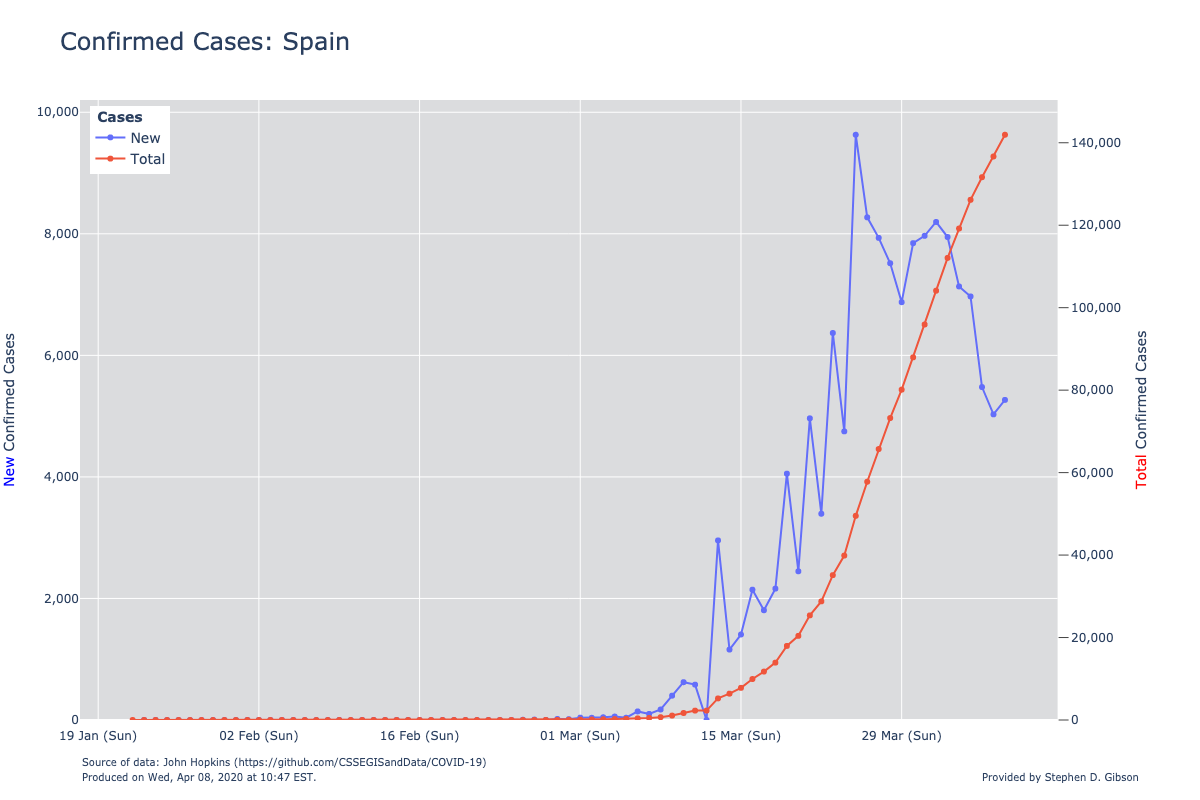 Confirmed Cases: Spain
Cases
New
Total
10,000
8,000
6,000
4,000
2,000
0
New Confirmed Cases
140,000
120,000
100,000
80,000
60,000
40,000
20,000
0
Total Confirmed Cases
19 Jan (Sun) 02 Feb (Sun) 16 Feb (Sun) 01 Mar (Sun) 15 Mar (Sun) 29 Mar (Sun)
Source of data: John Hopkins (https://github.com/CSSEGISandData/COVID-19)
Produced on Wed, Apr 08, 2020 at 10:47 EST.
Provided by Stephen D. Gibson